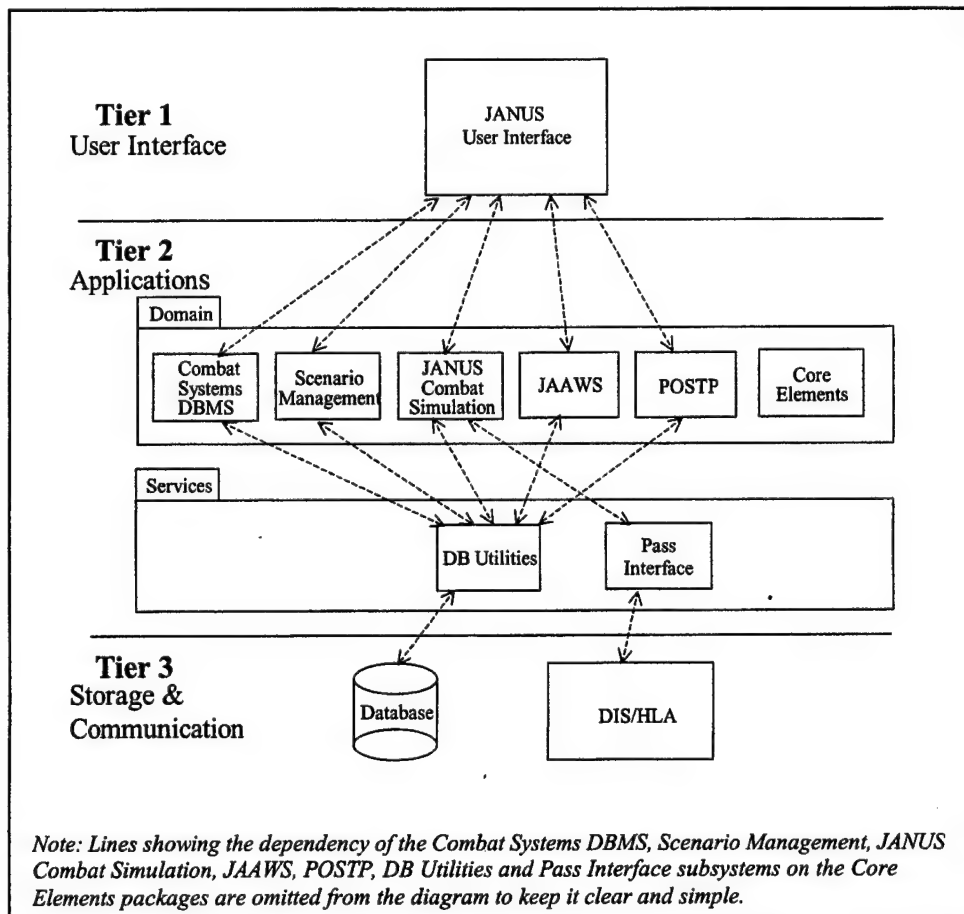 JANUS
User Interface
Tier 1
User Interface
Tier 2
Applications
Domain
Combat
Systems
DBMS
Scenario
Management
JANUS
Combat
Simulation
JAAWS
POSTP
Core
Elements
Services
DB Utilities
Pass
Interface
Tier 3
Storage &
Communication
Database
DIS/HLA
Note: Lines showing the dependency of the Combat Systems DBMS, Scenario Management, JANUS
Combat Simulation, JAAWS, POSTP, DB Utilities and Pass Interface subsystems on the Core
Elements packages are omitted from the diagram to keep it clear and simple.